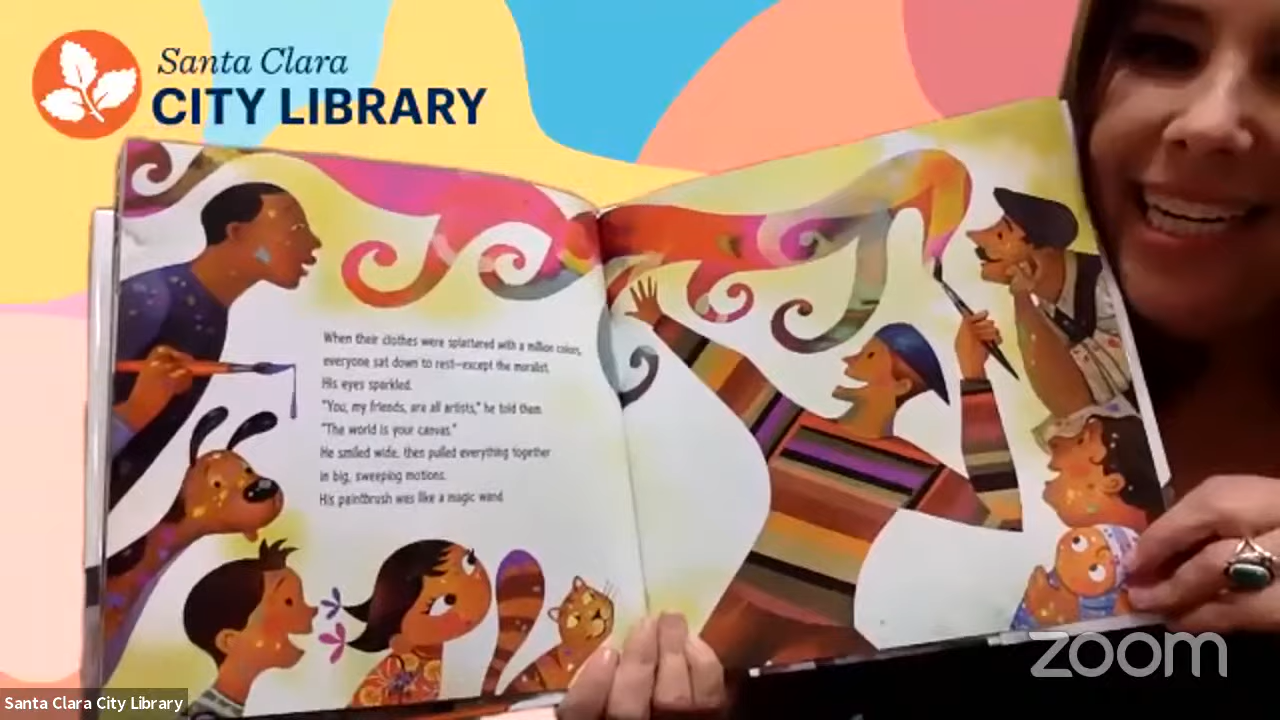 Santa Clara
CITY LIBRARY
When their clothes were splattered with a million colors,
everyone sat down to rest—except the muralist.
His eyes sparkled.
"You, my friends, are all artists," he told them.
"The world is your canvas."
He smiled wide, then pulled everything together
in big, sweeping motions.
His paintbrush was like a magic wand.
zoom
Santa Clara City Library